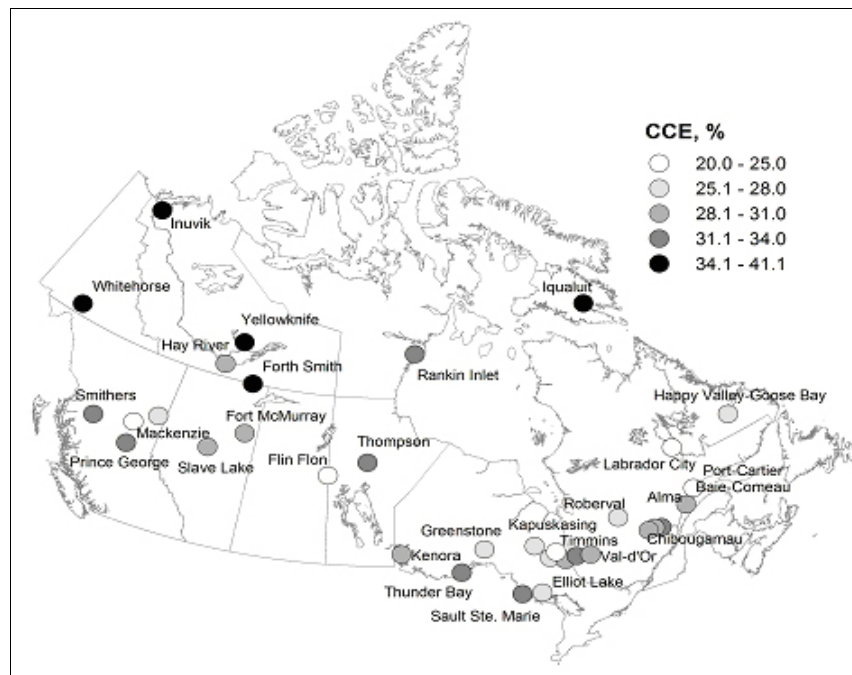 CCE, %
20.0 - 25.0
25.1 - 28.0
28.1 - 31.0
31.1 - 34.0
34.1 - 41.1
Inuvik
Whitehorse
Iqualuit
Yellowknife
Hay River
Forth Smith
Rankin Inlet
Smithers
Happy Valley-Goose Bay
Mackenzie
Fort McMurray
Prince George
Slave Lake
Thompson
Flin Flon
Labrador City
Port-Cartier
Baie-Comeau
Alma
Roberval
Greenstone
Kapuskasing
Chibougamau
Timmins
Kenora
Val-d'Or
Elliot Lake
Thunder Bay
Sault Ste. Marie